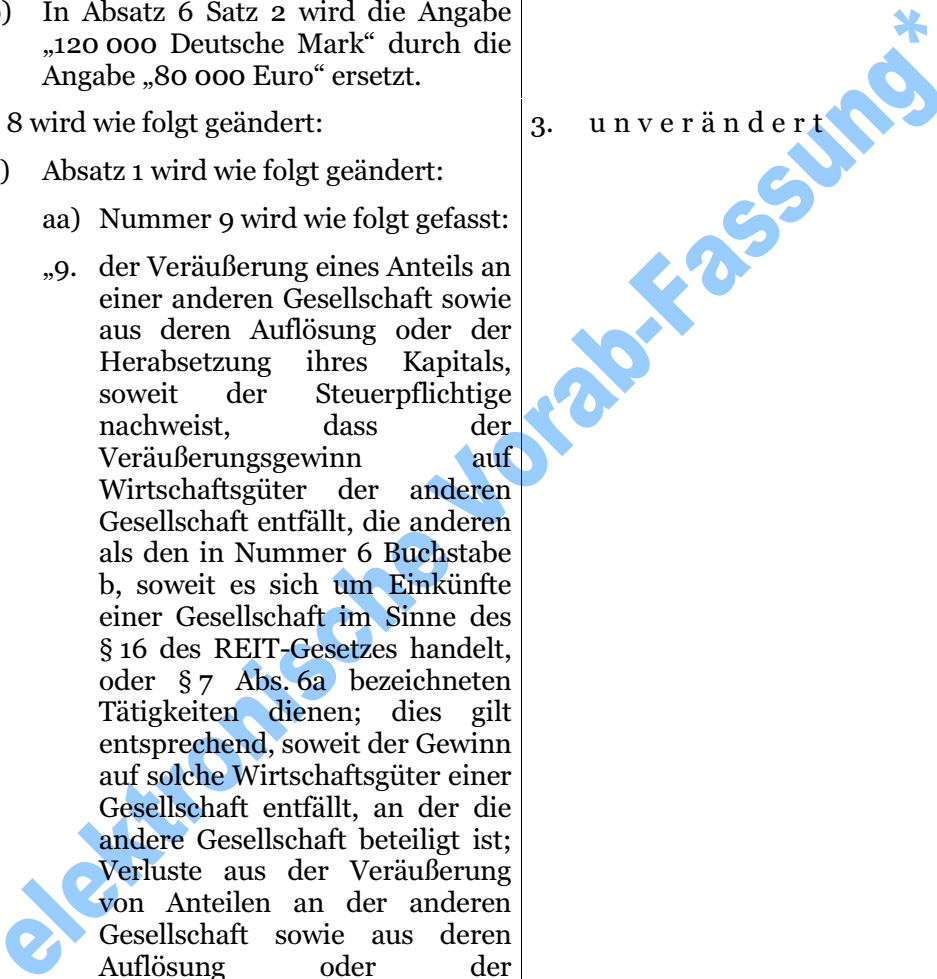 ) In Absatz 6 Satz 2 wird die Angabe
„120 000 Deutsche Mark“ durch die
Angabe „80 000 Euro“ ersetzt.
8 wird wie folgt geändert:
3. u n v e r ä n d e r t
) Absatz 1 wird wie folgt geändert:
aa) Nummer 9 wird wie folgt gefasst:
„9. der Veräußerung eines Anteils an
einer anderen Gesellschaft sowie
aus deren Auflösung oder der
Herabsetzung ihres Kapitals,
soweit der Steuerpflichtige
nachweist, dass der
Veräußerungsgewinn auf
Wirtschaftsgüter der anderen
Gesellschaft entfällt, die anderen
als den in Nummer 6 Buchstabe
b, soweit es sich um Einkünfte
einer Gesellschaft im Sinne des
§ 16 des REIT-Gesetzes handelt,
oder § 7 Abs. 6a bezeichneten
Tätigkeiten dienen; dies gilt
entsprechend, soweit der Gewinn
auf solche Wirtschaftsgüter einer
Gesellschaft entfällt, an der die
andere Gesellschaft beteiligt ist;
Verluste aus der Veräußerung
von Anteilen an der anderen
Gesellschaft sowie aus deren
Auflösung oder der
elektronische Vorab-Fassung*